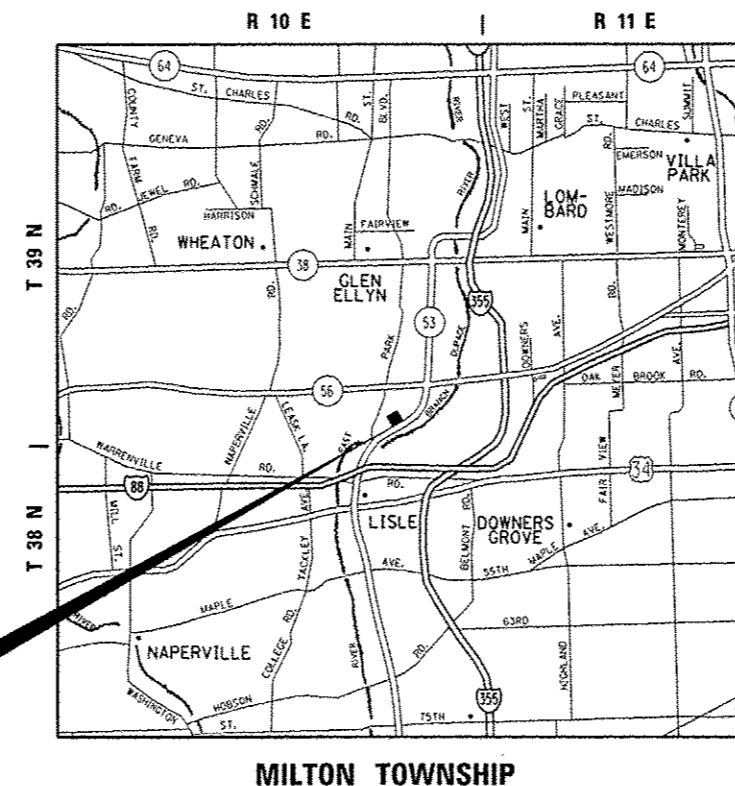 R 10 E
R 11 E
64
64
ST. CHARLES RD.
COUNTY FARM RD.
GENEVA RD.
ST.
BLVD.
RIVER
WEST
ST.
MARTHA
GRACE
PLEASANT
ST. CHARLES
SUMMIT
EMERSON
VILLA
PARK
JEWEL RD.
RD.
SCHMALE
HARRISON
MAIN
FAIRVIEW
RIVER
LOM-
BARD
MADISON
WESTMORE
MONTEREY
MAIN
WHEATON
T 39 N
38
GLEN
ELLYN
355
RD.
RD.
53
PARK
DUPAGE
DOWNERS
AVE.
RD.
MEYER
AVE.
OAK BROOK RD.
56
BRANCH
NAPERVILLE
LEASK LA.
EAST
WARRENVILLE RD.
FAIR VIEW
34
88
RD.
MILL ST.
AVE.
LISLE
BELMONT RD.
DOWNERS
GROVE
MAPLE AVE.
T 38 N
YACKLEY
AVE.
55TH
MAPLE
RIVER
63RD
NAPERVILLE
COLLEGE RD.
RIVER
RD.
HIGHLAND
WASHINGTON
HOBSON
ST.
75TH
355
MILTON TOWNSHIP